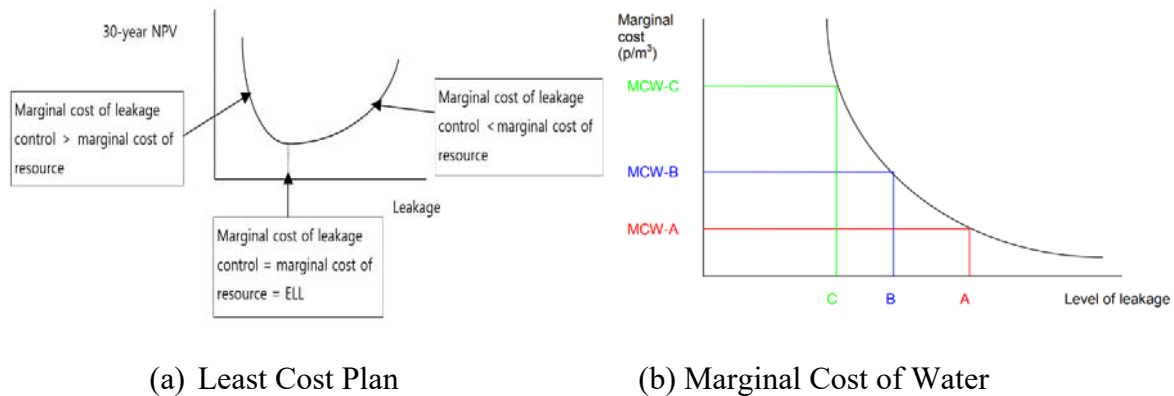 30-year NPV
Marginal cost of leakage
control > marginal cost of
resource
Marginal cost of leakage
control < marginal cost of
resource
Leakage
Marginal cost of leakage
control = marginal cost of
resource = ELL
(a) Least Cost Plan
Marginal
cost
(p/m³)
MCW-C
MCW-B
MCW-A
C
B
A
Level of leakage
(b) Marginal Cost of Water